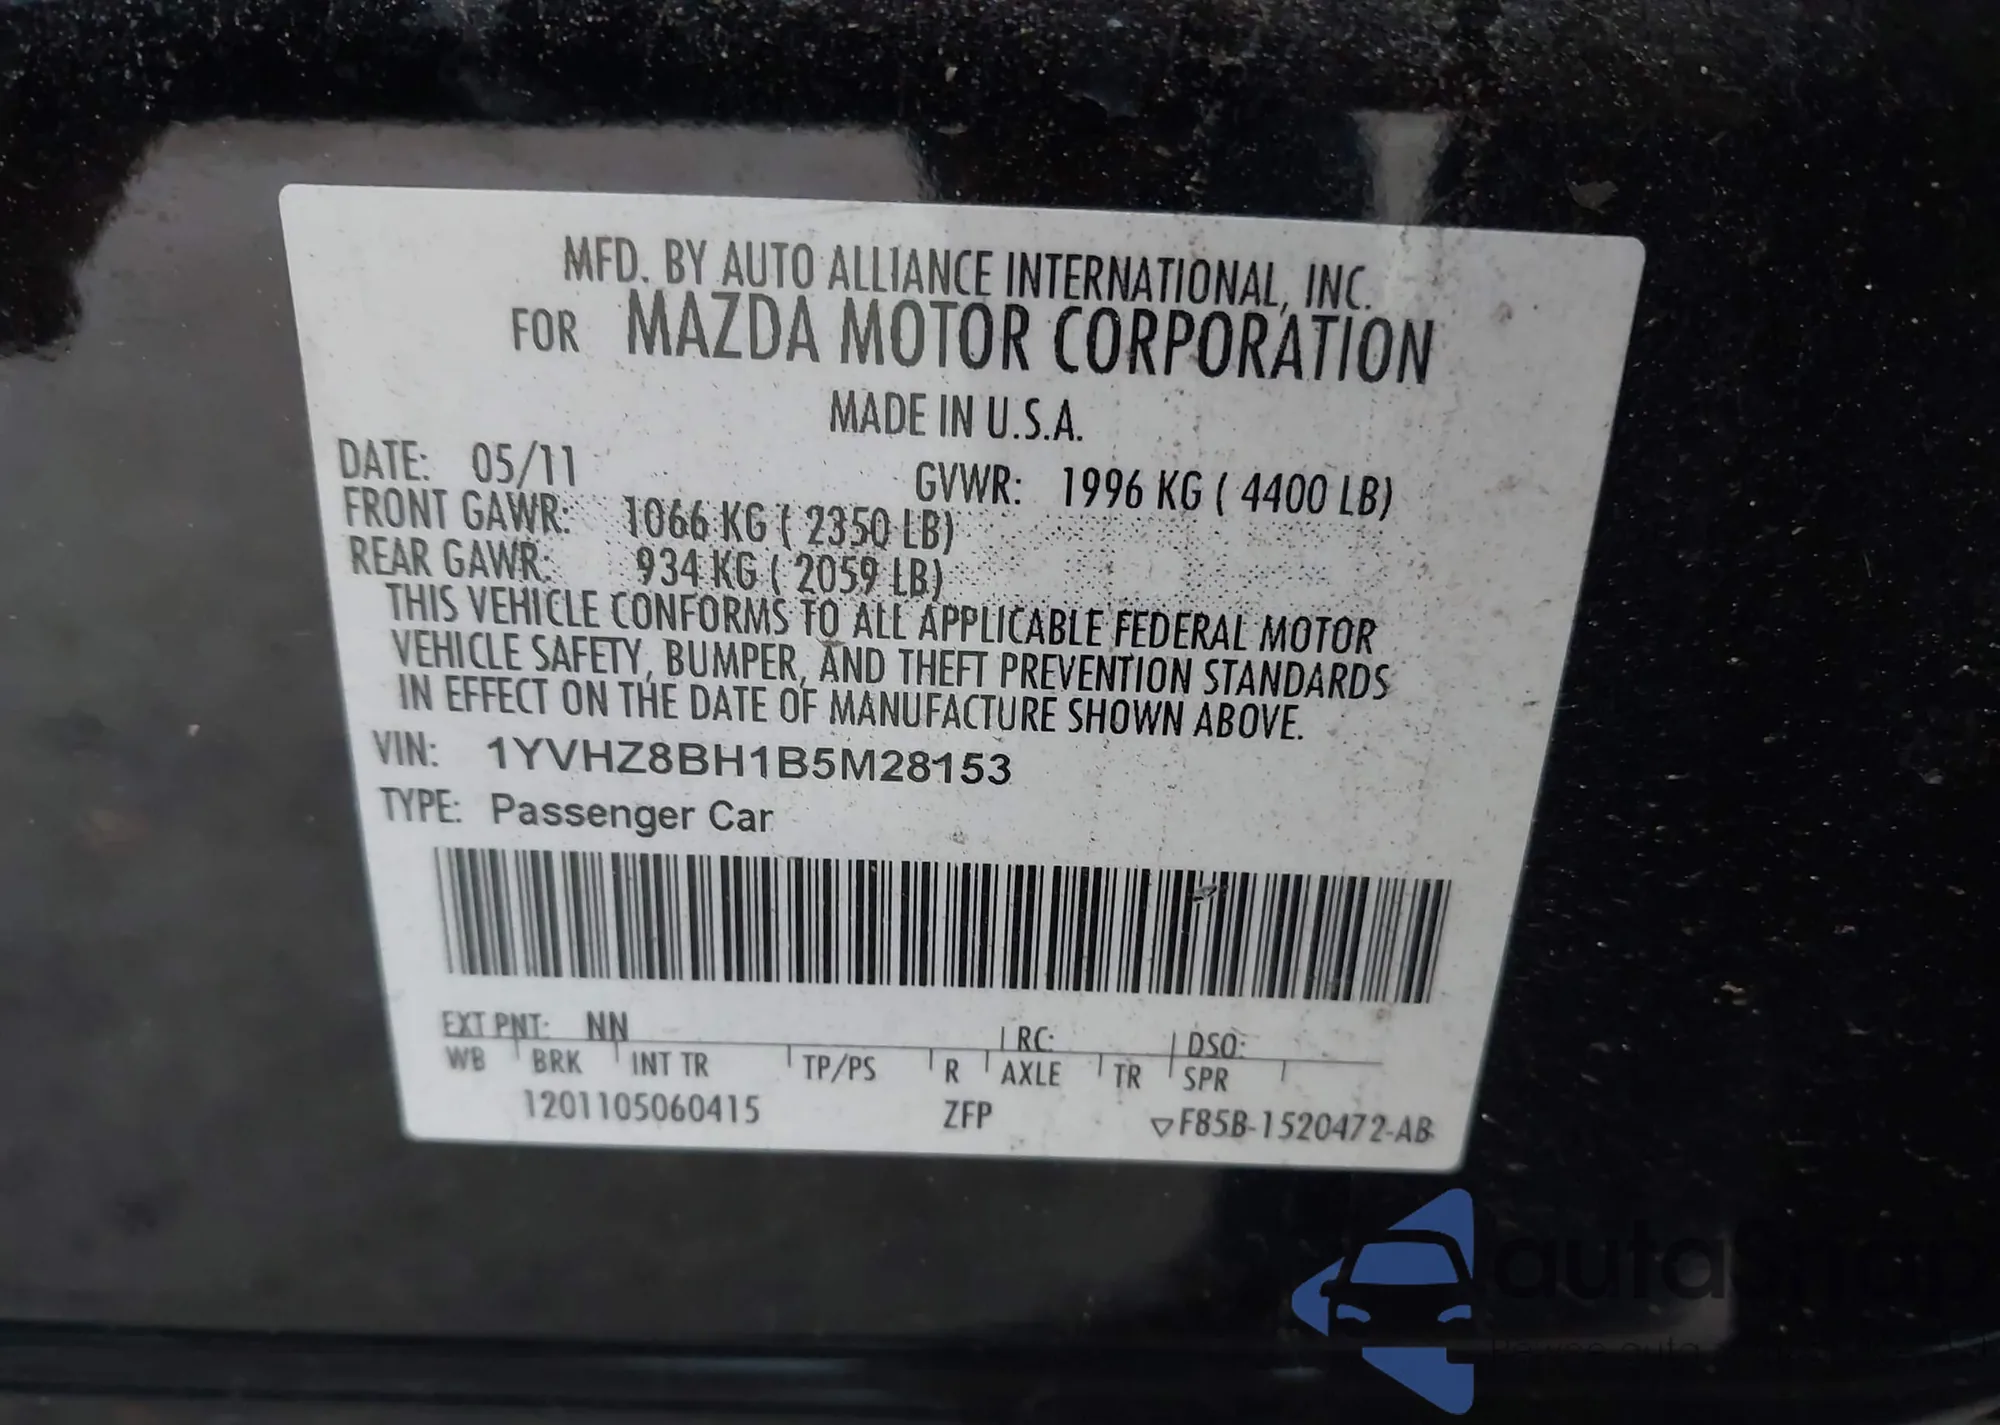 MFD. BY AUTO ALLIANCE INTERNATIONAL, INC.
FOR MAZDA MOTOR CORPORATION
MADE IN U.S.A.
DATE: 05/11 GVWR: 1996 KG ( 4400 LB)
FRONT GAWR: 1066 KG ( 2350 LB)
REAR GAWR: 934 KG ( 2059 LB)
THIS VEHICLE CONFORMS TO ALL APPLICABLE FEDERAL MOTOR
VEHICLE SAFETY, BUMPER, AND THEFT PREVENTION STANDARDS
IN EFFECT ON THE DATE OF MANUFACTURE SHOWN ABOVE.
VIN: 1YVHZ8BH1B5M28153
TYPE: Passenger Car
EXT PNT: NN RC: DSO:
WB BRK INT TR TP/PS R AXLE TR SPR
1201105060415 ZFP ▽F85B-1520472-AB